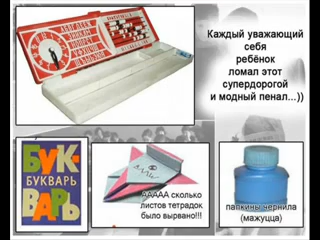 Каждый уважающий
себя
ребёнок
ломал этот
супердорогой
и модный пенал...))
БУК-
БУКВАРЬ
ВАРЬ
ААААА сколько
листов тетрадок
было вырвано!!!
папкины чернила
(мажуцца)